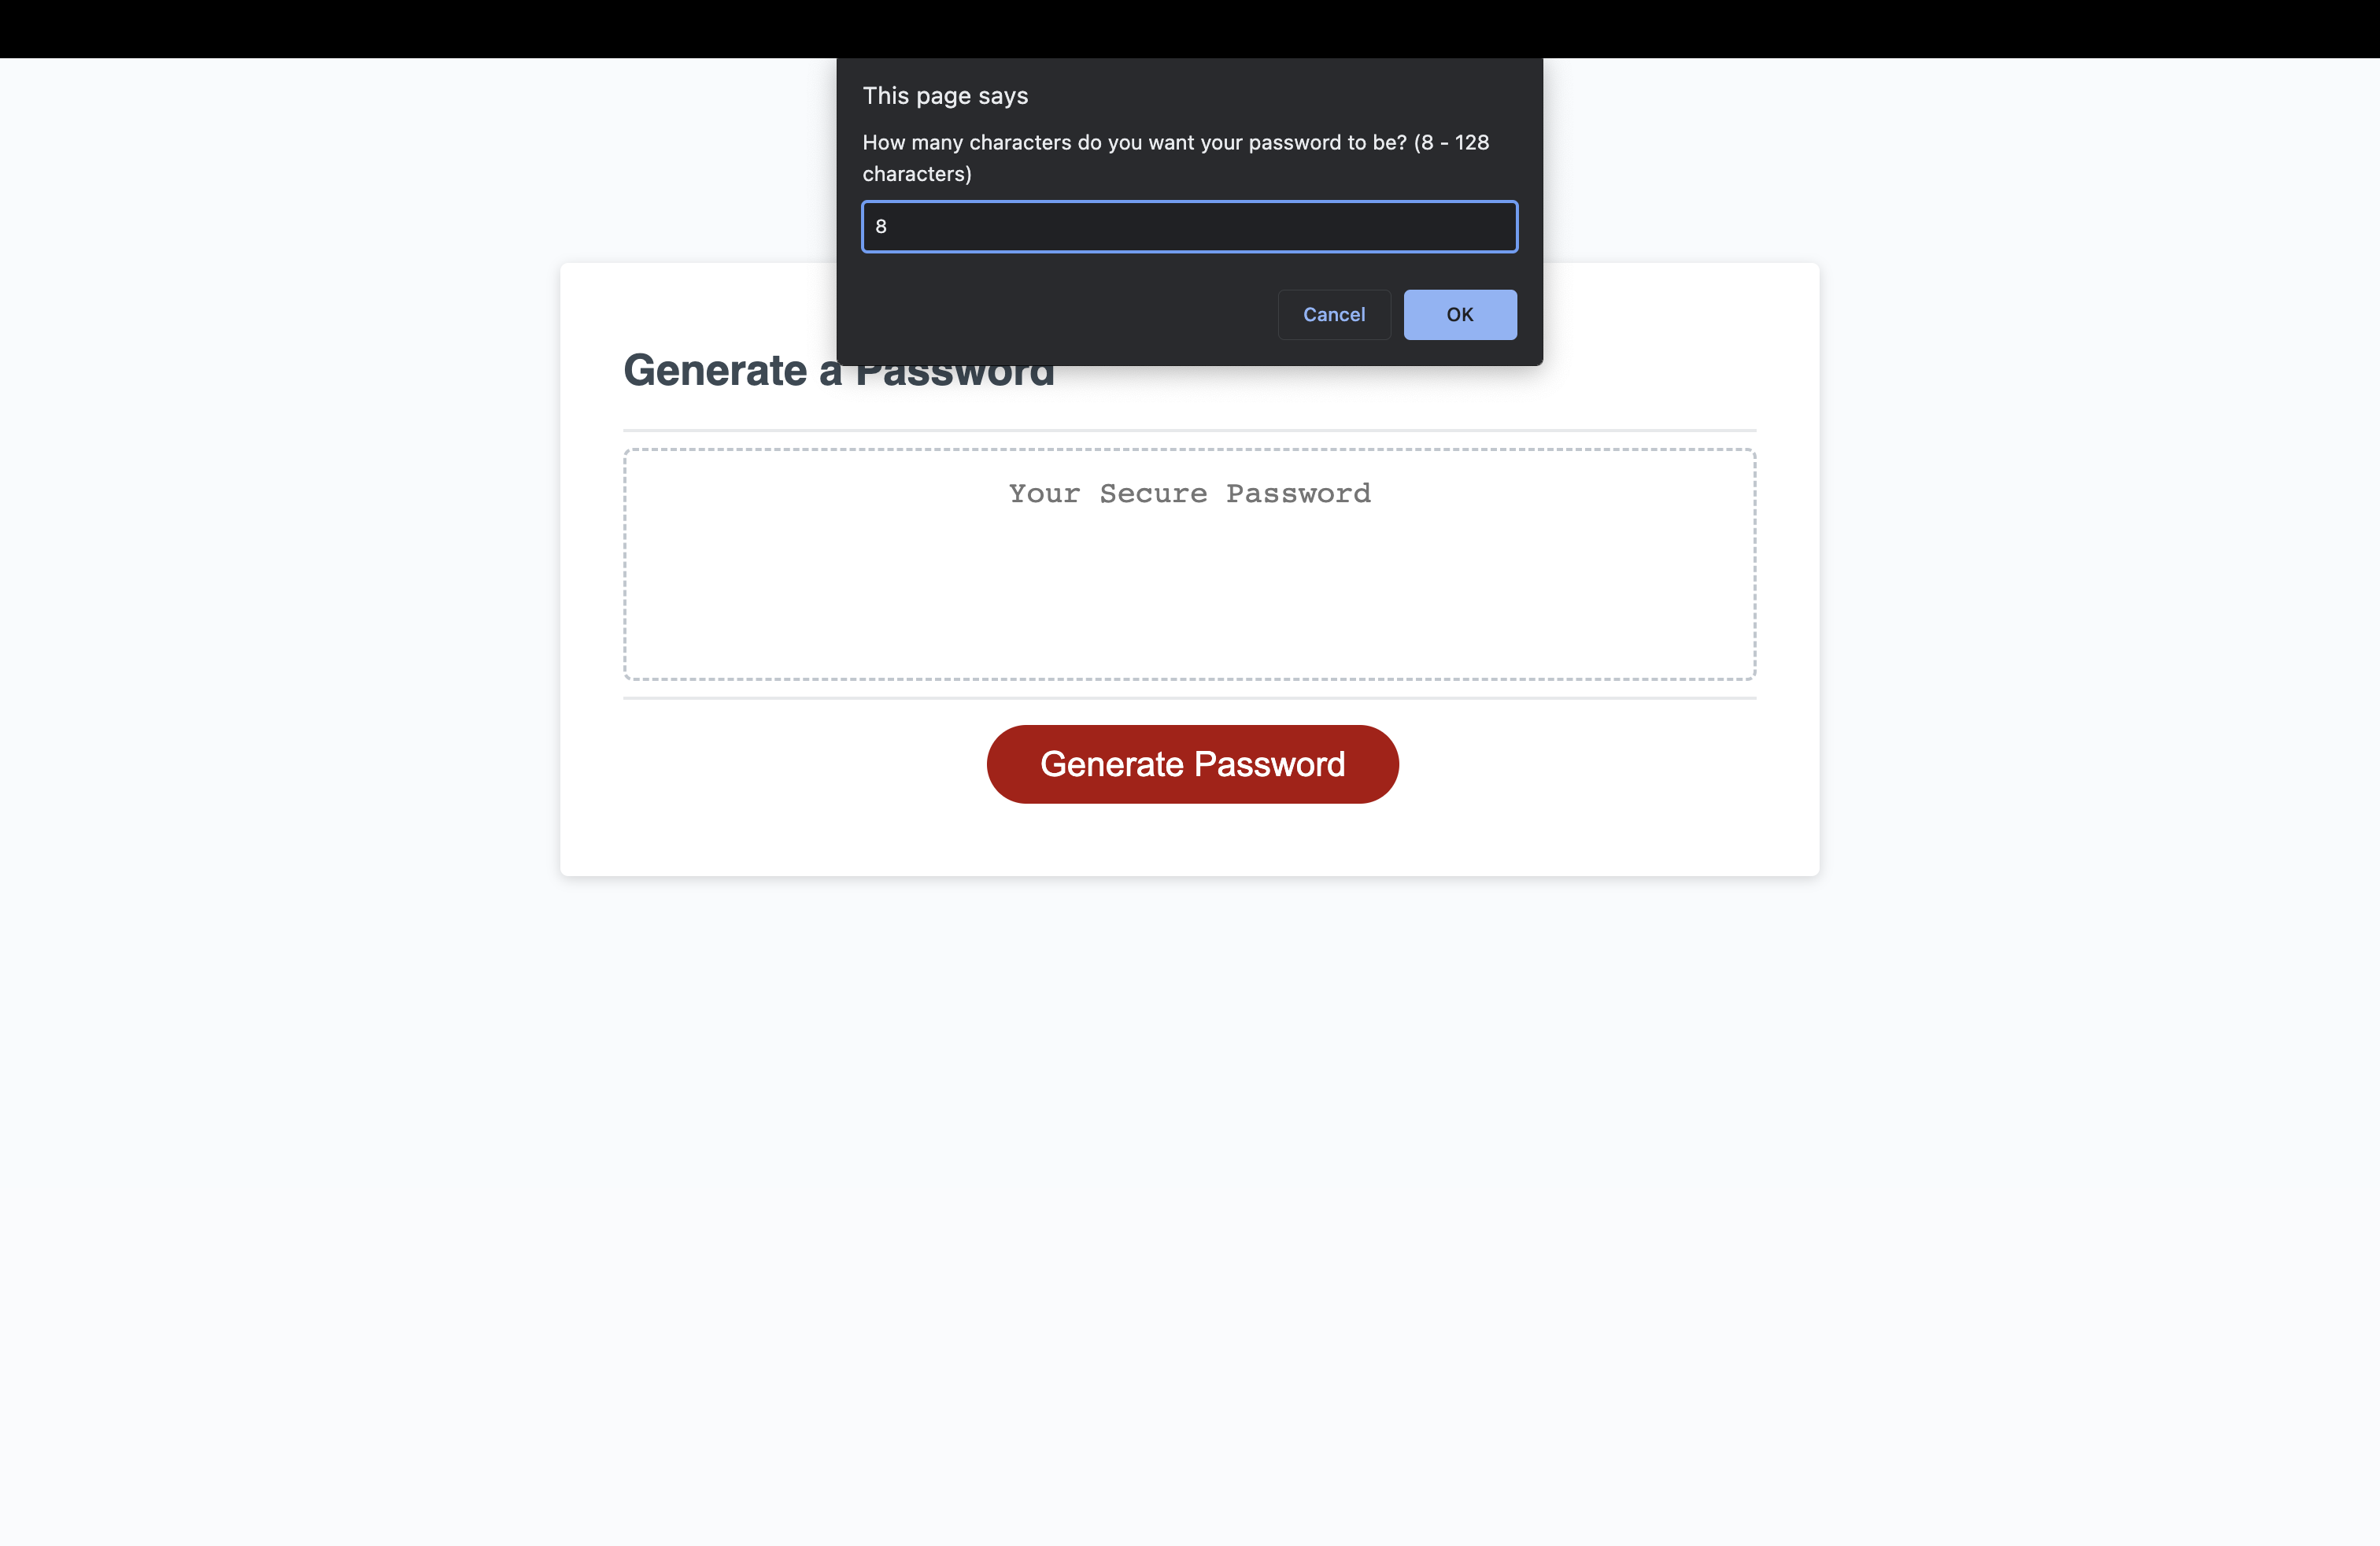 This page says
How many characters do you want your password to be? (8 - 128
characters)
8
Cancel
OK
Generate a Password
Your Secure Password
Generate Password